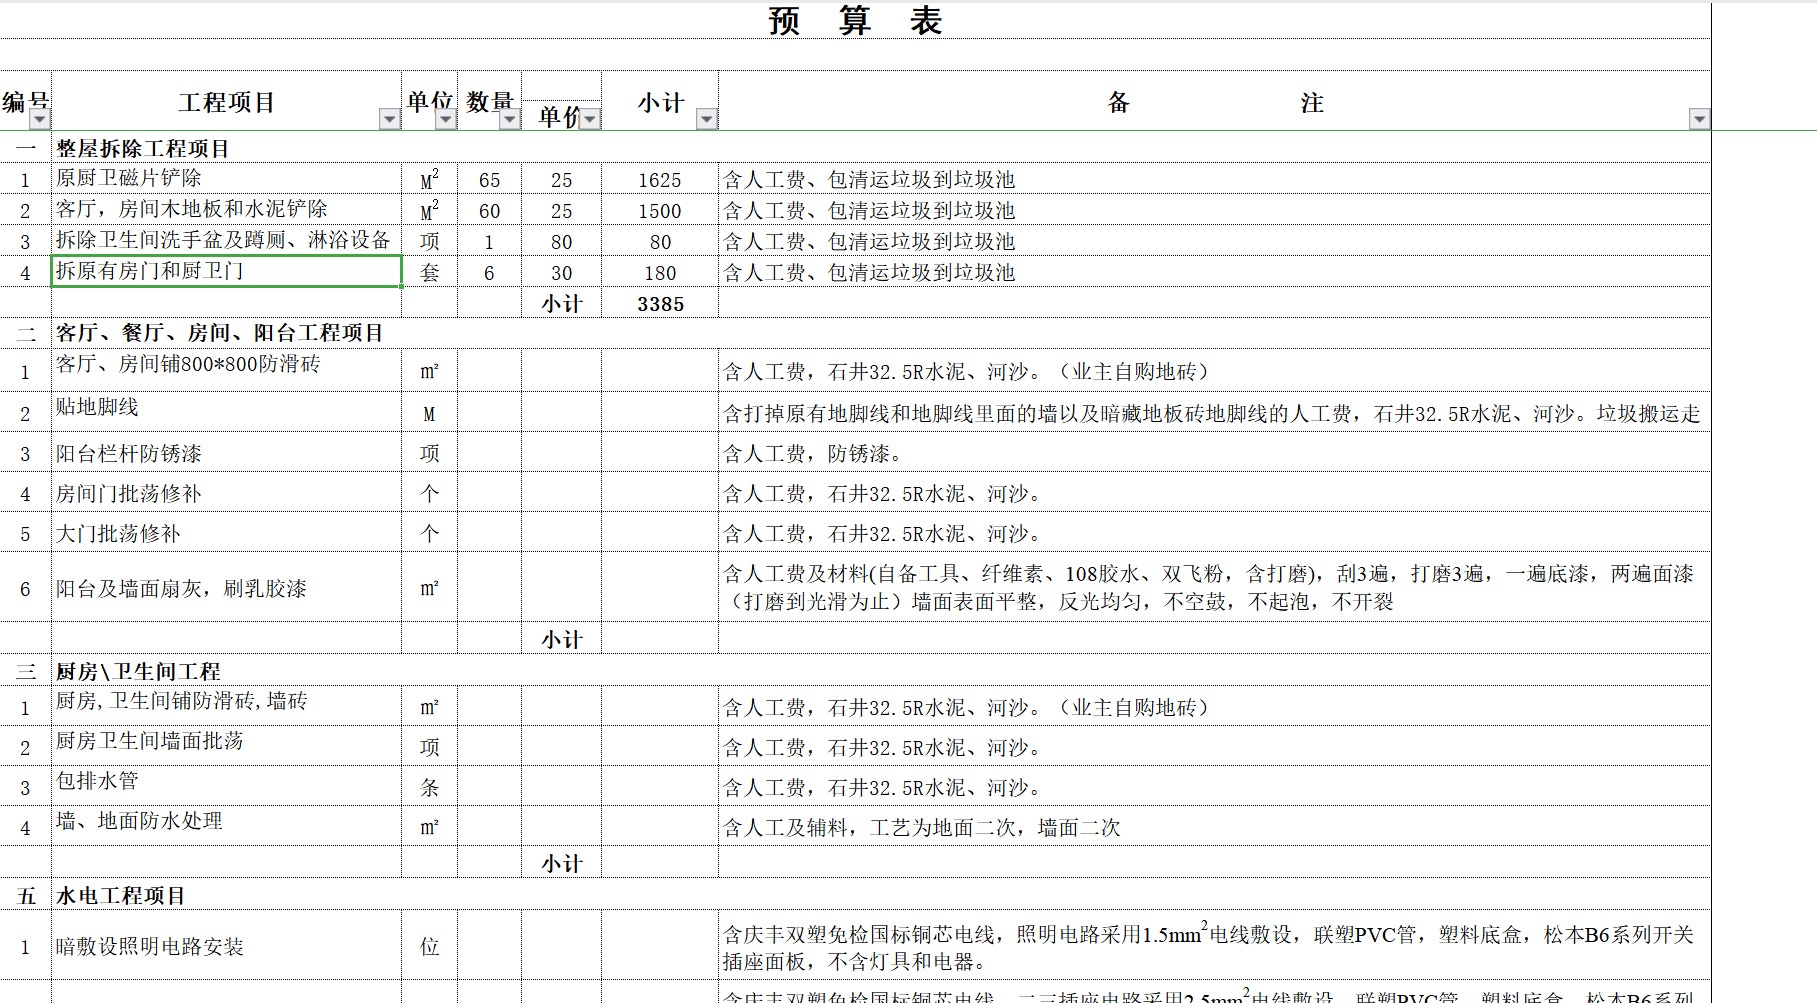 预 算 表
编号 工程项目 单位 数量 单价 小计 备 注
一 整屋拆除工程项目
1 原厨卫磁片铲除 M² 65 25 1625 含人工费、包清运垃圾到垃圾池
2 客厅，房间木地板和水泥铲除 M² 60 25 1500 含人工费、包清运垃圾到垃圾池
3 拆除卫生间洗手盆及蹲厕、淋浴设备 项 1 80 80 含人工费、包清运垃圾到垃圾池
4 拆原有房门和厨卫门 套 6 30 180 含人工费、包清运垃圾到垃圾池
小计 3385
二 客厅、餐厅、房间、阳台工程项目
1 客厅、房间铺800*800防滑砖 m² 含人工费，石井32.5R水泥、河沙。（业主自购地砖）
2 贴地脚线 M 含打掉原有地脚线和地脚线里面的墙以及暗藏地板砖地脚线的人工费，石井32.5R水泥、河沙。垃圾搬运走
3 阳台栏杆防锈漆 项 含人工费，防锈漆。
4 房间门批荡修补 个 含人工费，石井32.5R水泥、河沙。
5 大门批荡修补 个 含人工费，石井32.5R水泥、河沙。
6 阳台及墙面扇灰，刷乳胶漆 m² 含人工费及材料(自备工具、纤维素、108胶水、双飞粉，含打磨)，刮3遍，打磨3遍，一遍底漆，两遍面漆
（打磨到光滑为止）墙面表面平整，反光均匀，不空鼓，不起泡，不开裂
小计
三 厨房\卫生间工程
1 厨房,卫生间铺防滑砖,墙砖 m² 含人工费，石井32.5R水泥、河沙。（业主自购地砖）
2 厨房卫生间墙面批荡 项 含人工费，石井32.5R水泥、河沙。
3 包排水管 条 含人工费，石井32.5R水泥、河沙。
4 墙、地面防水处理 m² 含人工及辅料，工艺为地面二次，墙面二次
小计
五 水电工程项目
1 暗敷设照明电路安装 位 含庆丰双塑免检国标铜芯电线，照明电路采用1.5mm²电线敷设，联塑PVC管，塑料底盒，松本B6系列开关
插座面板，不含灯具和电器。
含庆丰双塑免检国标铜芯电线，二三插座电路采用2.5mm²电线敷设，联塑PVC管，塑料底盒，松本B6系列